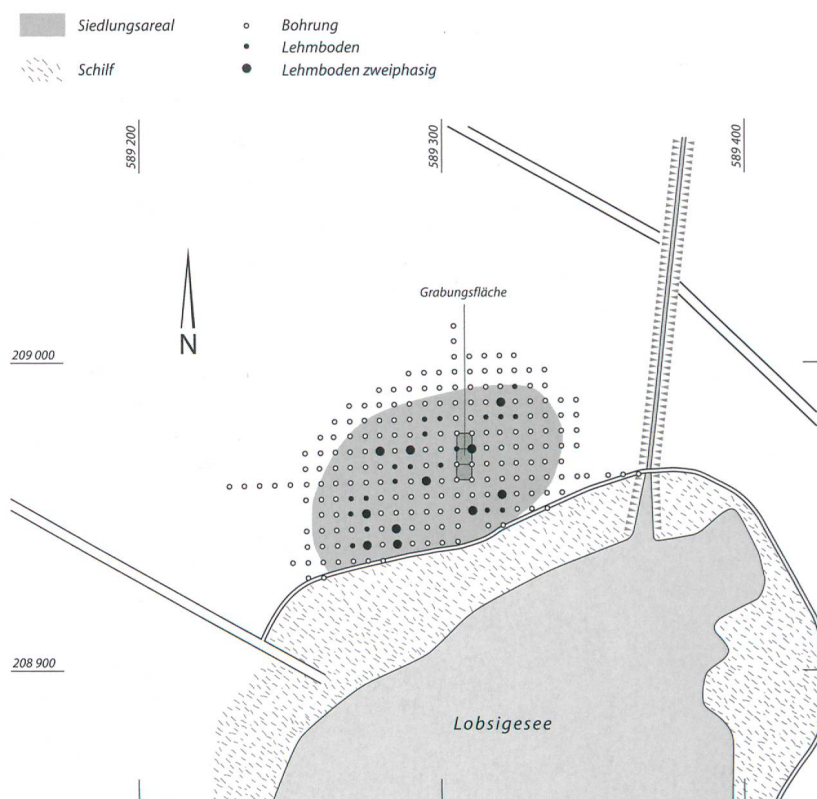 Siedlungsareal
Schilf
Bohrung
Lehmboden
Lehmboden zweiphasig
589 200
589 300
589 400
Grabungsfläche
N
209 000
208 900
Lobsigesee